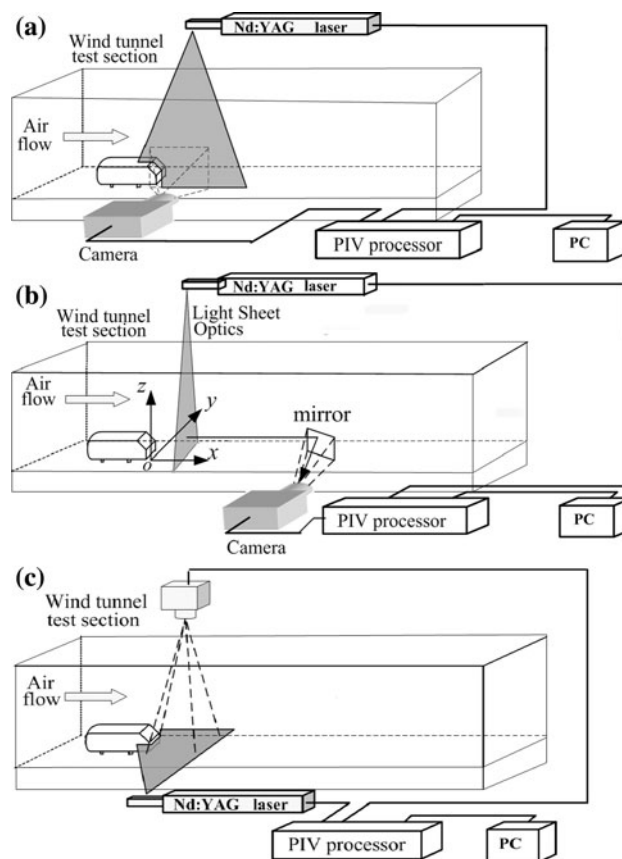 (a)
Nd:YAG laser
Wind tunnel
test section
Air
flow
Camera
PIV processor
PC
(b)
Nd:YAG laser
Wind tunnel
test section
Light Sheet
Optics
Air
flow
z
y
mirror
o
x
PIV processor
PC
Camera
(c)
Wind tunnel
test section
Air
flow
Nd:YAG laser
PIV processor
PC